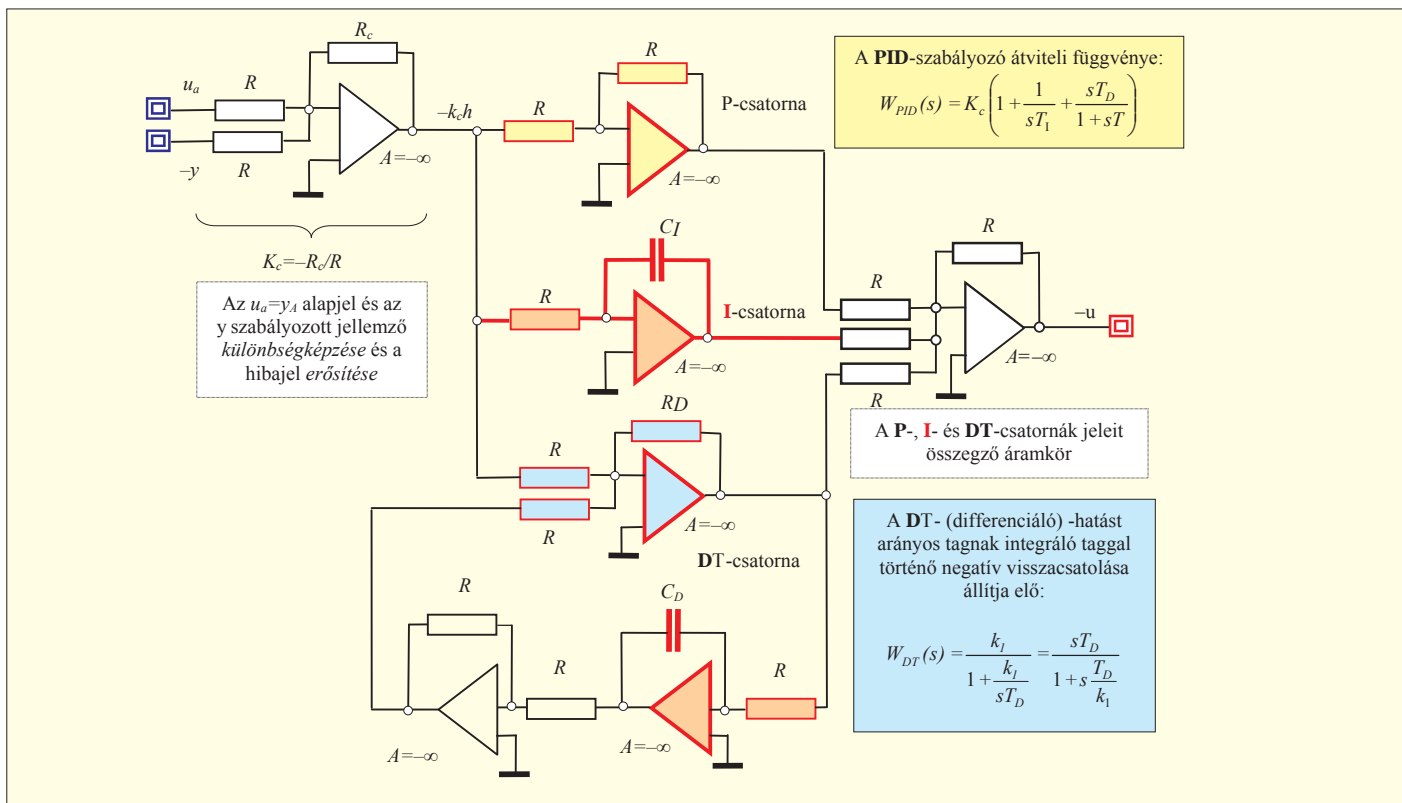 R_c
R
u_a
R
–y
A=–∞
–k_c h
K_c=–R_c/R
Az u_a=y_A alapjel és az
y szabályozott jellemző
különbségképzése és a
hibajel erősítése
R
R
P-csatorna
A=–∞
A PID-szabályozó átviteli függvénye:
W_PID(s) = K_c(1 + 1/(sT_I) + sT_D/(1 + sT))
C_I
R
I-csatorna
A=–∞
R
R
R
–u
A=–∞
A P-, I- és DT-csatornák jeleit
összegző áramkör
R_D
R
R
A=–∞
DT-csatorna
R
A=–∞
R
C_D
A=–∞
R
A DT- (differenciáló) -hatást
arányos tagnak integráló taggal
történő negatív visszacsatolása
állítja elő:
W_DT(s) = k_1/(1 + k_1/(sT_D)) = sT_D/(1 + s T_D/k_1)